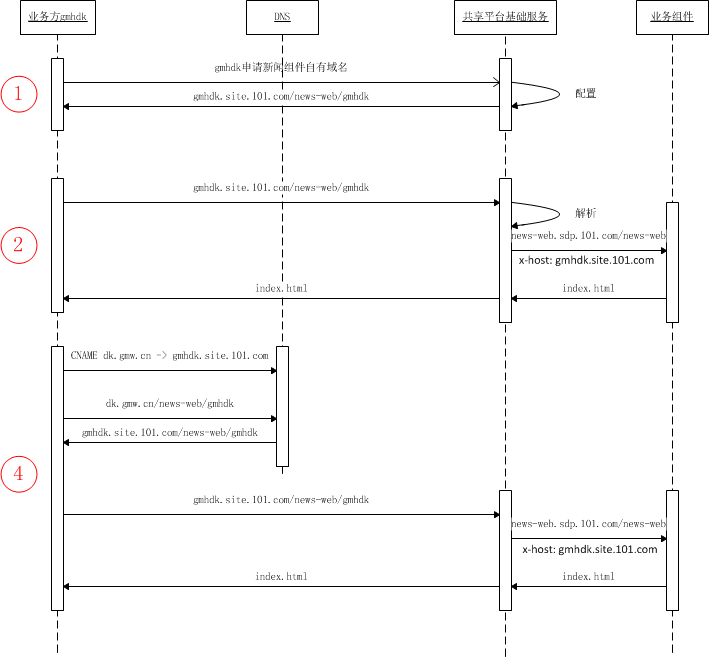 业务方gmhdk
DNS
共享平台基础服务
业务组件
gmhdk申请新闻组件自有域名
①
配置
gmhdk.site.101.com/news-web/gmhdk
gmhdk.site.101.com/news-web/gmhdk
解析
②
news-web.sdp.101.com/news-web
x-host: gmhdk.site.101.com
index.html
index.html
CNAME dk.gmw.cn -> gmhdk.site.101.com
dk.gmw.cn/news-web/gmhdk
gmhdk.site.101.com/news-web/gmhdk
④
gmhdk.site.101.com/news-web/gmhdk
news-web.sdp.101.com/news-web
x-host: gmhdk.site.101.com
index.html
index.html